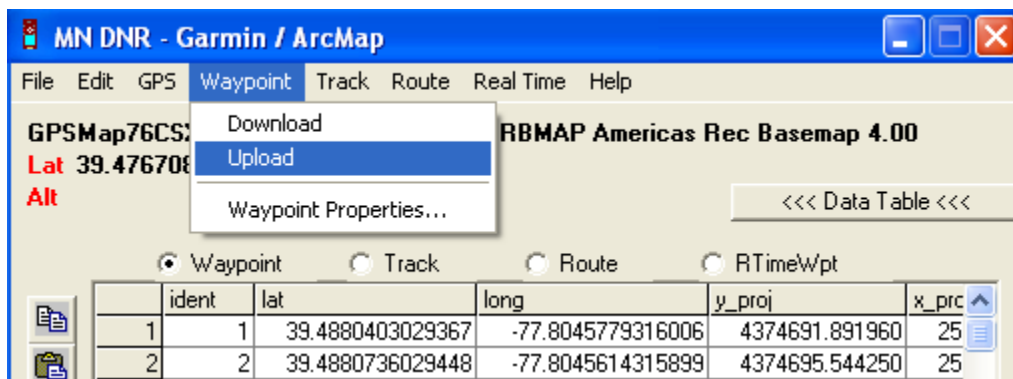 MN DNR - Garmin / ArcMap
File Edit GPS Waypoint Track Route Real Time Help
Download
Upload
Waypoint Properties...
RBMAP Americas Rec Basemap 4.00
Lat 39.476708
Alt
<<< Data Table <<<
Waypoint Track Route RTimeWpt
ident lat long y_proj
1 1 39.4880403029367 -77.8045779316006 4374691.891960 25
2 2 39.4880736029448 -77.8045614315899 4374695.544250 25